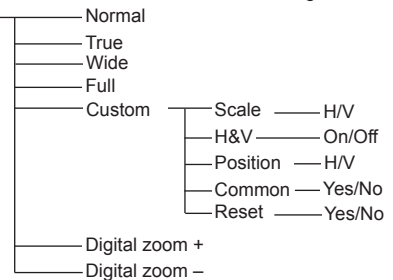 Normal
True
Wide
Full
Custom
Scale H/V
H&V On/Off
Position H/V
Common Yes/No
Reset Yes/No
Digital zoom +
Digital zoom –